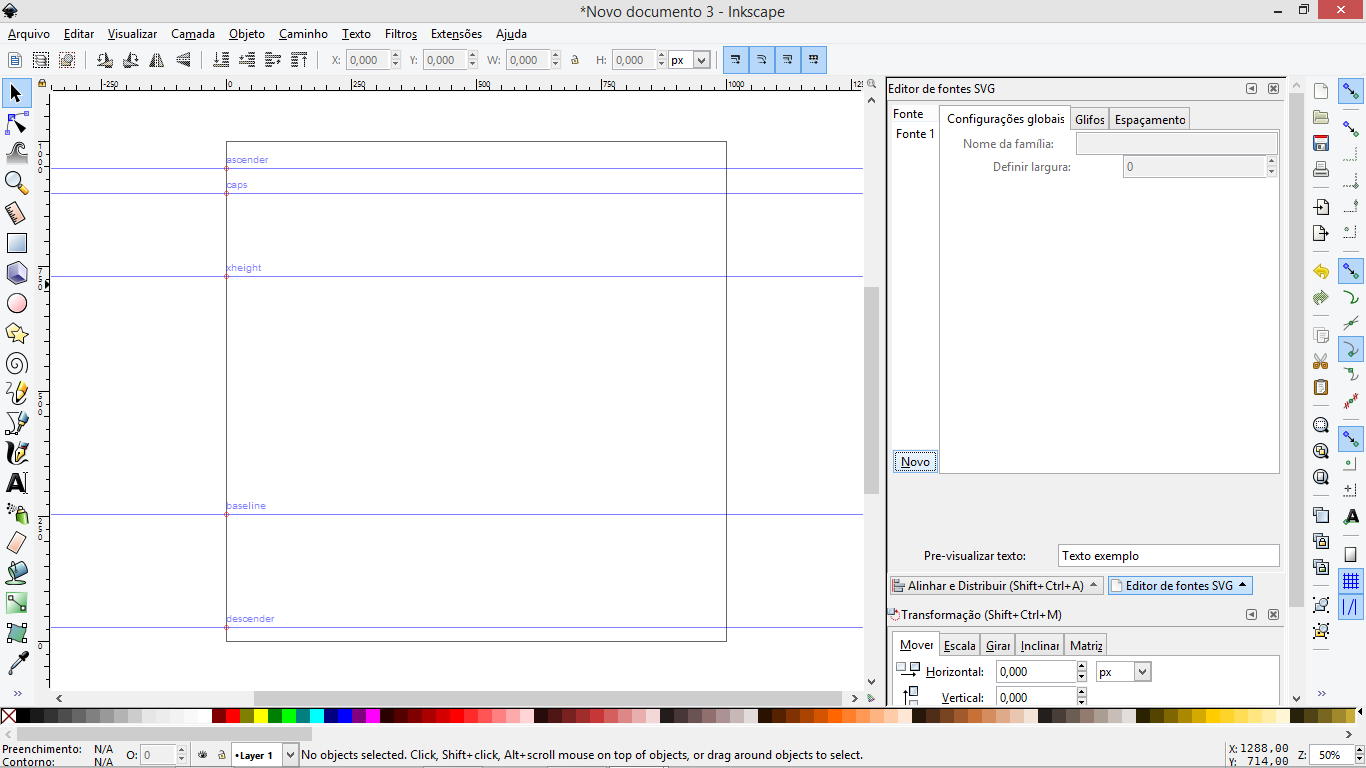 *Novo documento 3 - Inkscape
Arquivo Editar Visualizar Camada Objeto Caminho Texto Filtros Extensões Ajuda
X: 0,000 Y: 0,000 W: 0,000 H: 0,000 px
-250 0 250 500 750 1000 125
1000
750
500
250
0
ascender
caps
xheight
baseline
descender
Editor de fontes SVG
Fonte
Fonte 1
Novo
Configurações globais Glifos Espaçamento
Nome da família:
Definir largura: 0
Pre-visualizar texto: Texto exemplo
Alinhar e Distribuir (Shift+Ctrl+A) Editor de fontes SVG
Transformação (Shift+Ctrl+M)
Mover Escala Girar Inclinar Matriz
Horizontal: 0,000 px
Vertical: 0,000
Preenchimento: N/A
Contorno: N/A
O: 0
•Layer 1
No objects selected. Click, Shift+click, Alt+scroll mouse on top of objects, or drag around objects to select.
X: 1288,00
Y: 714,00
Z: 50%